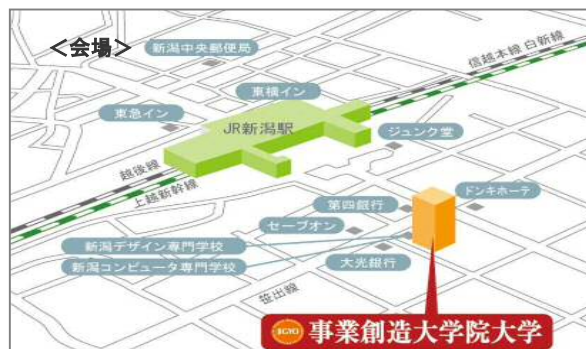 ＜会場＞
新潟中央郵便局
信越本線 白新線
東横イン
東急イン
JR新潟駅
ジュンク堂
越後線
上越新幹線
ドンキホーテ
第四銀行
セーブオン
新潟デザイン専門学校
新潟コンピュータ専門学校
大光銀行
笹出線
事業創造大学院大学